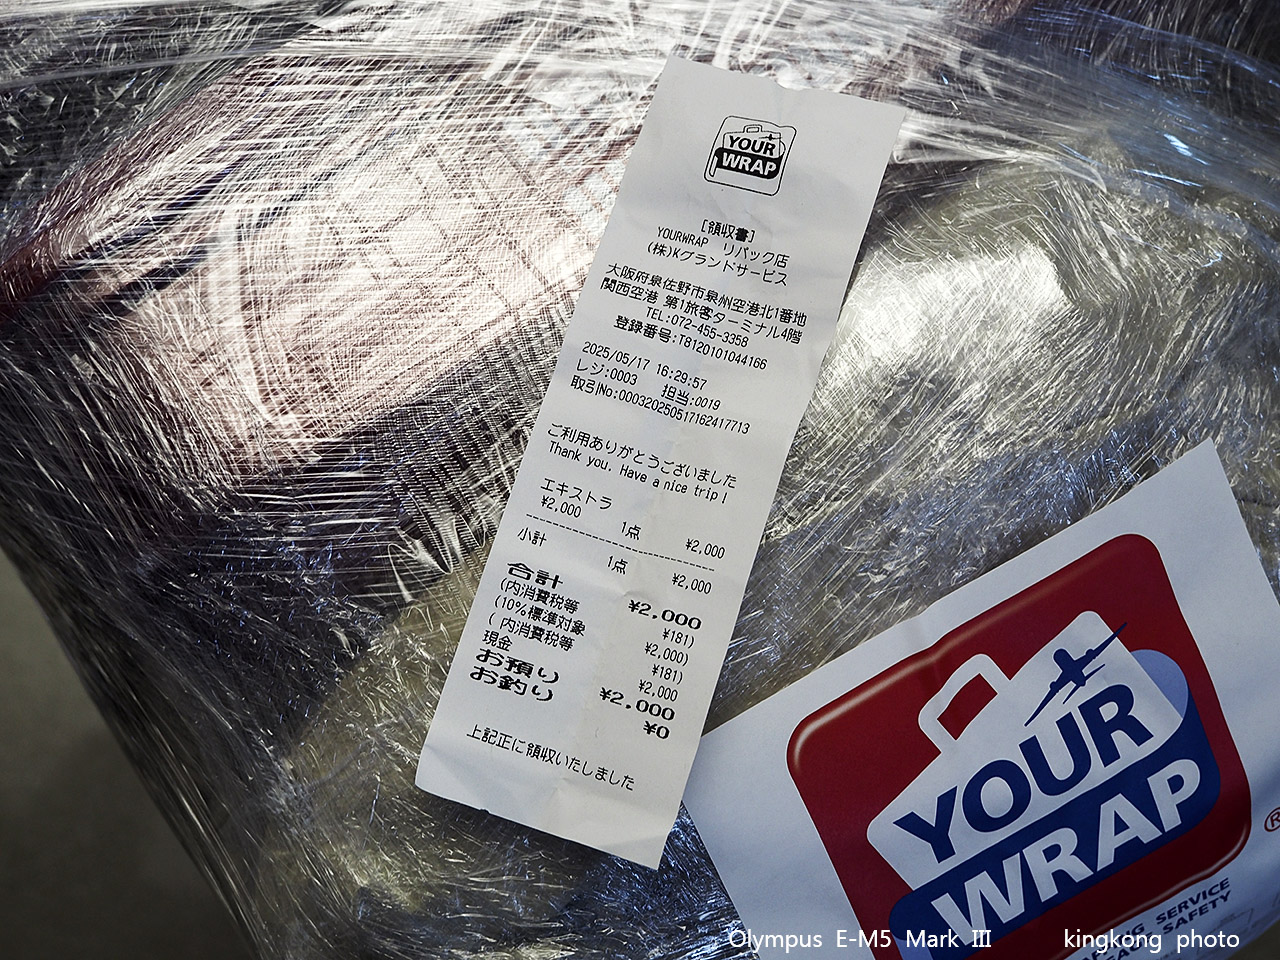 YOUR
WRAP
[領収書]
YOURWRAP リパック店
(株)Kグランドサービス
大阪府泉佐野市泉州空港北1番地
関西空港 第1旅客ターミナル4階
TEL:072-455-3358
登録番号:T8120101044166
2025/05/17 16:29:57
レジ:0003 担当:0019
取引No:00032025051716241​7713
ご利用ありがとうございました
Thank you. Have a nice trip!
エキストラ
¥2,000 1点 ¥2,000
小計 1点 ¥2,000
合計 ¥2,000
(内消費税等 ¥181)
(10%標準対象 ¥2,000)
( 内消費税等 ¥181)
現金 ¥2,000
お預り ¥2,000
お釣り ¥0
上記正に領収いたしました
YOUR
WRAP
®
SERVICE
SAFETY
Olympus E-M5 Mark III kingkong photo